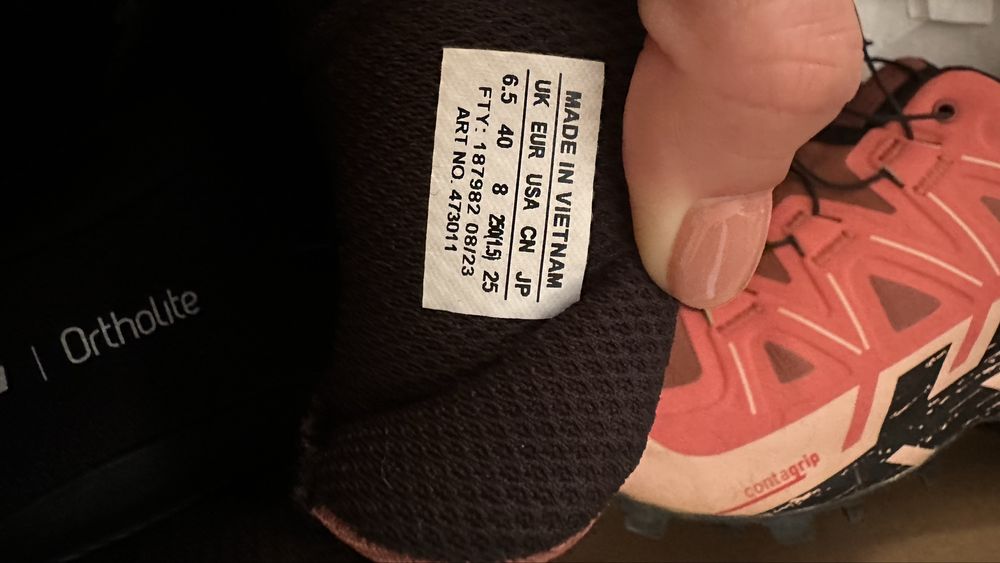 MADE IN VIETNAM
UK EUR USA CN JP
6.5 40 8 250(1.5) 25
FTY: 187982 08/23
ART NO. 473011
Ortholite
contagrip